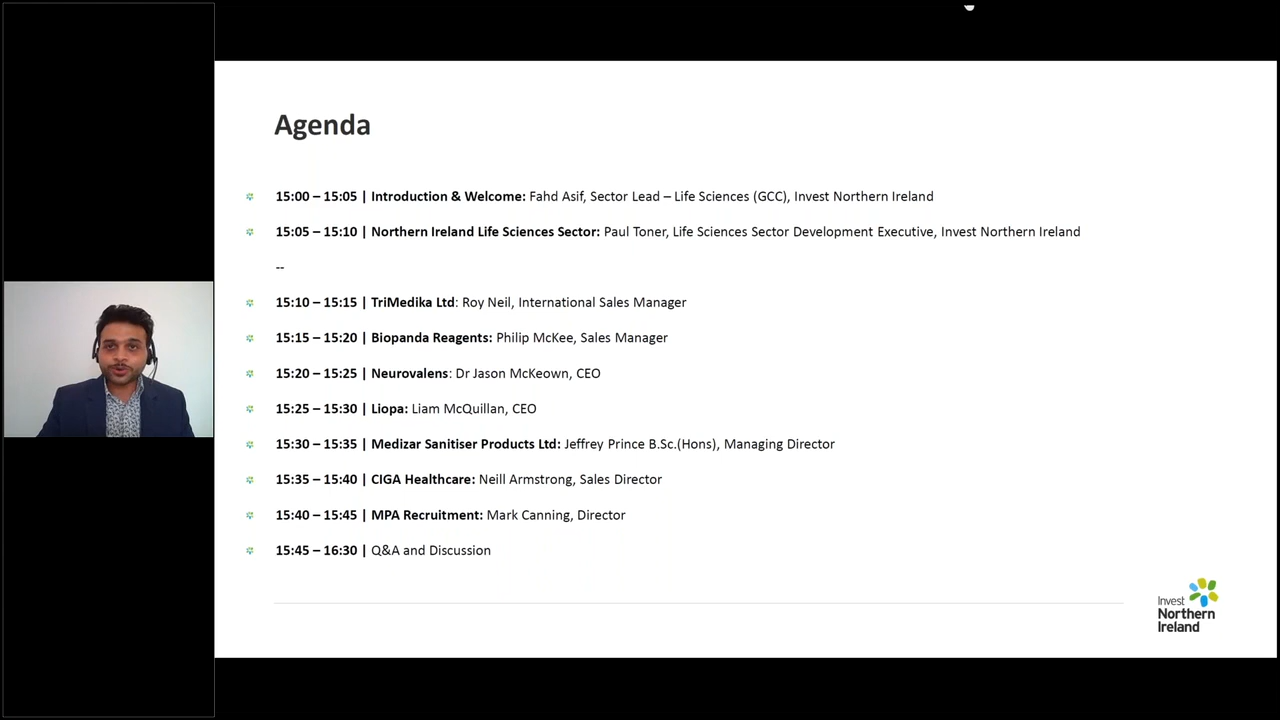 Agenda
15:00 – 15:05 | Introduction & Welcome: Fahd Asif, Sector Lead – Life Sciences (GCC), Invest Northern Ireland
15:05 – 15:10 | Northern Ireland Life Sciences Sector: Paul Toner, Life Sciences Sector Development Executive, Invest Northern Ireland
--
15:10 – 15:15 | TriMedika Ltd: Roy Neil, International Sales Manager
15:15 – 15:20 | Biopanda Reagents: Philip McKee, Sales Manager
15:20 – 15:25 | Neurovalens: Dr Jason McKeown, CEO
15:25 – 15:30 | Liopa: Liam McQuillan, CEO
15:30 – 15:35 | Medizar Sanitiser Products Ltd: Jeffrey Prince B.Sc.(Hons), Managing Director
15:35 – 15:40 | CIGA Healthcare: Neill Armstrong, Sales Director
15:40 – 15:45 | MPA Recruitment: Mark Canning, Director
15:45 – 16:30 | Q&A and Discussion
Invest
Northern
Ireland